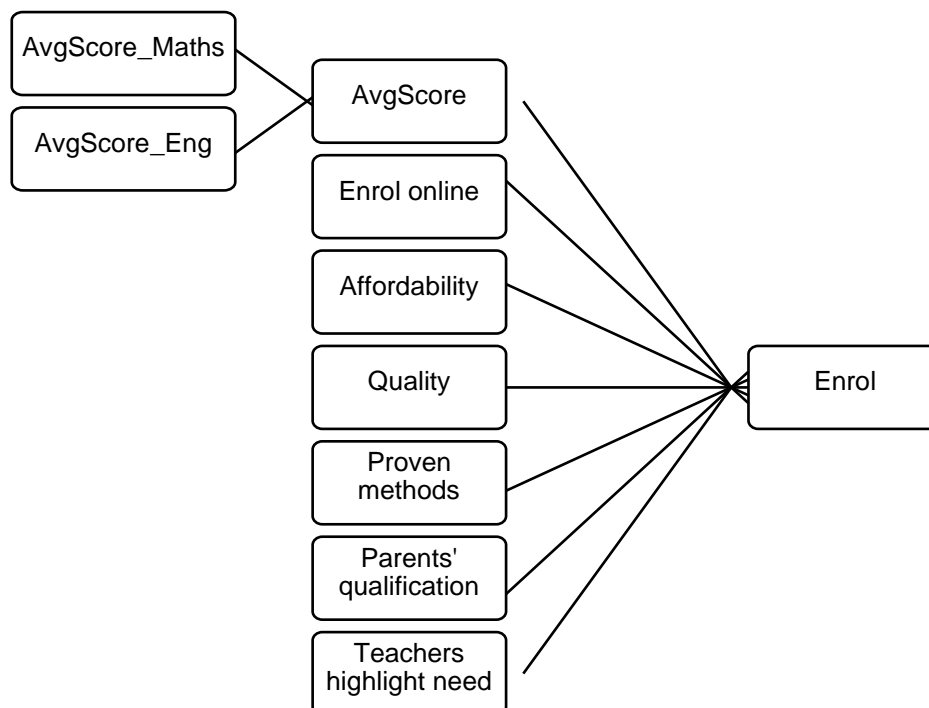 AvgScore_Maths
AvgScore_Eng
AvgScore
Enrol online
Affordability
Quality
Proven
methods
Parents'
qualification
Teachers
highlight need
Enrol